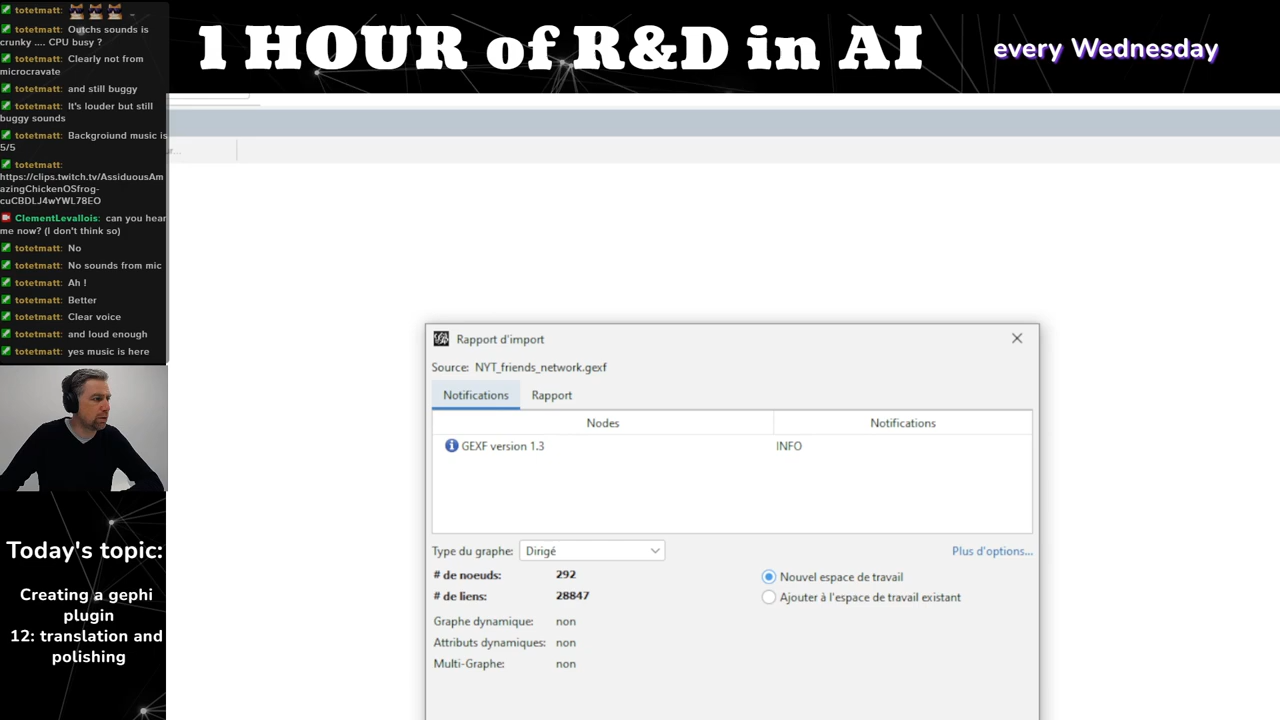 1 HOUR of R&D in AI
every Wednesday
totetmatt:
totetmatt: Outchs sounds is
crunky .... CPU busy ?
totetmatt: Clearly not from
microcravate
totetmatt: and still buggy
totetmatt: It's louder but still
buggy sounds
totetmatt: Backgroiund music is
5/5
totetmatt:
https://clips.twitch.tv/AssiduousAm
azingChickenOSfrog-
cuCBDLJ4wYWL78EO
ClementLevallois: can you hear
me now? (I don't think so)
totetmatt: No
totetmatt: No sounds from mic
totetmatt: Ah !
totetmatt: Better
totetmatt: Clear voice
totetmatt: and loud enough
totetmatt: yes music is here
Today's topic:
Creating a gephi
plugin
12: translation and
polishing
Rapport d'import
Source: NYT_friends_network.gexf
Notifications Rapport
Nodes Notifications
GEXF version 1.3 INFO
Type du graphe: Dirigé Plus d'options...
# de noeuds: 292 Nouvel espace de travail
# de liens: 28847 Ajouter à l'espace de travail existant
Graphe dynamique: non
Attributs dynamiques: non
Multi-Graphe: non